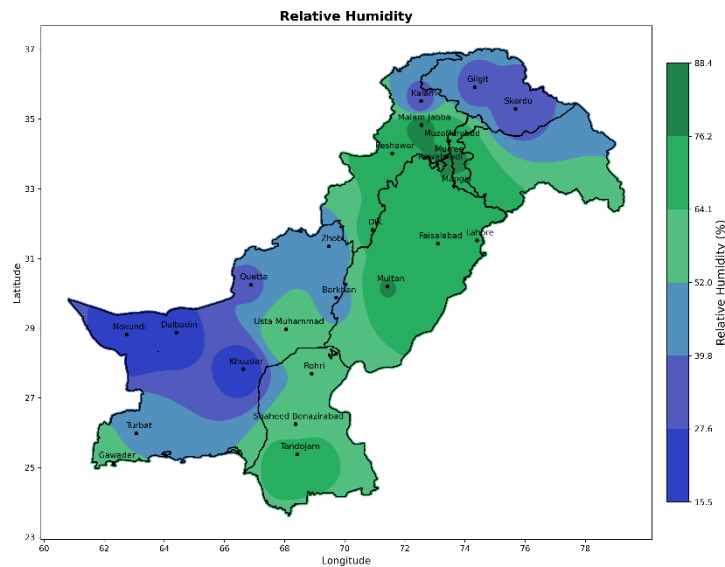 Relative Humidity
37
35
33
31
29
27
25
23
Latitude
60
62
64
66
68
70
72
74
76
78
Longitude
Gilgit
Kalam
Skardu
Malam Jabba
Muzaffarabad
Peshawar
Murree
Mangla
DIK
Faisalabad
Lahore
Zhob
Quetta
Multan
Barkhan
Nokundi
Dalbadin
Usta Muhammad
Khuzdar
Rohri
Turbat
Shaheed Benazirabad
Gawader
Tandojam
88.4
76.2
64.1
52.0
39.8
27.6
15.5
Relative Humidity (%)